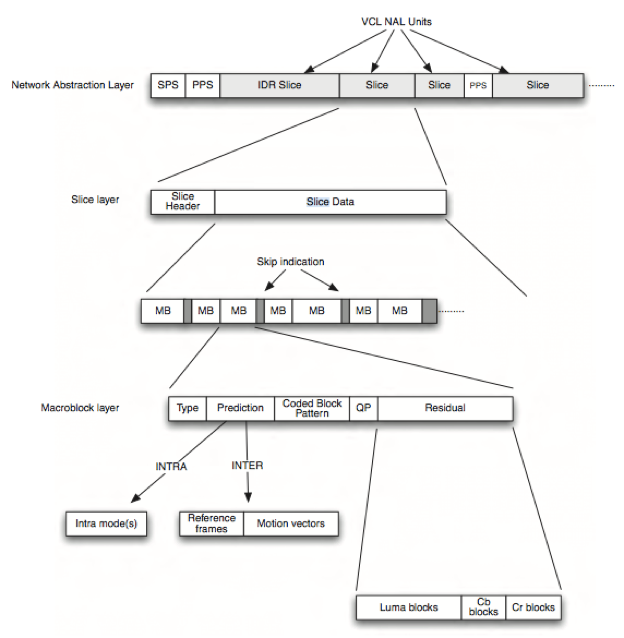 VCL NAL Units
Network Abstraction Layer
SPS
PPS
IDR Slice
Slice
Slice
PPS
Slice
Slice layer
Slice
Header
Slice Data
Skip indication
MB
MB
MB
MB
MB
MB
MB
Macroblock layer
Type
Prediction
Coded Block
Pattern
QP
Residual
INTRA
INTER
Intra mode(s)
Reference
frames
Motion vectors
Luma blocks
Cb
blocks
Cr blocks